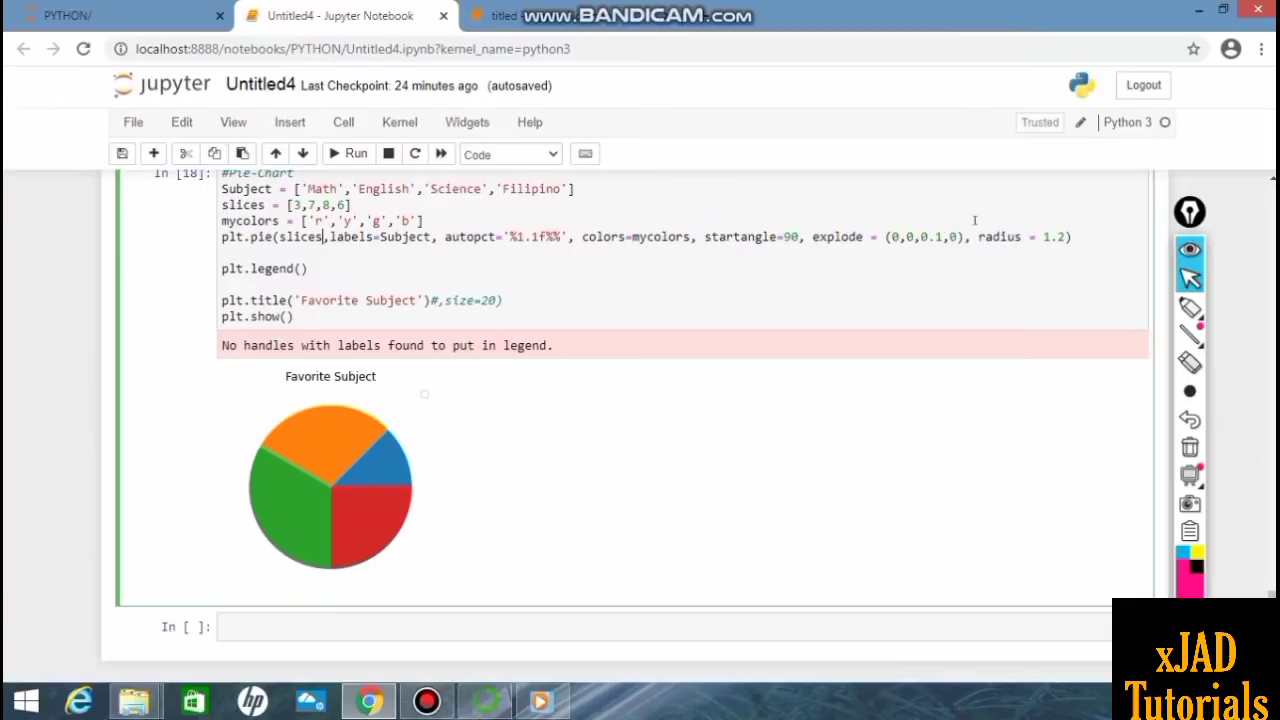 PYTHON/
Untitled4 - Jupyter Notebook
titled
www.BANDICAM.com
localhost:8888/notebooks/PYTHON/Untitled4.ipynb?kernel_name=python3
jupyter Untitled4 Last Checkpoint: 24 minutes ago (autosaved)
Logout
File Edit View Insert Cell Kernel Widgets Help
Trusted
Python 3
Run
Code
In [18]:
#Pie-Chart
Subject = ['Math','English','Science','Filipino']
slices = [3,7,8,6]
mycolors = ['r','y','g','b']
plt.pie(slices,labels=Subject, autopct='%1.1f%%', colors=mycolors, startangle=90, explode = (0,0,0.1,0), radius = 1.2)
plt.legend()
plt.title('Favorite Subject')#,size=20)
plt.show()
No handles with labels found to put in legend.
Favorite Subject
In [ ]:
hp
xJAD
Tutorials